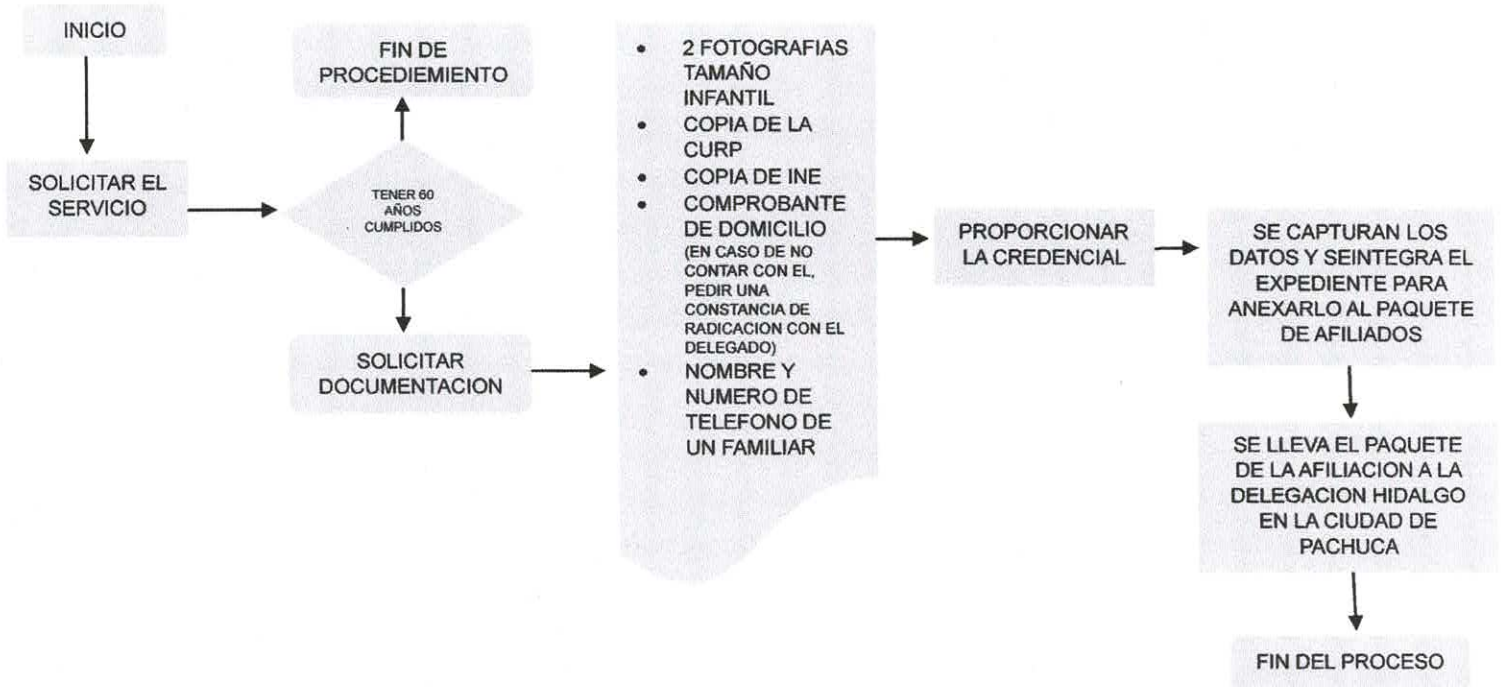 INICIO
SOLICITAR EL
SERVICIO
FIN DE
PROCEDIEMIENTO
TENER 60
AÑOS
CUMPLIDOS
SOLICITAR
DOCUMENTACION
• 2 FOTOGRAFIAS
TAMAÑO
INFANTIL
• COPIA DE LA
CURP
• COPIA DE INE
• COMPROBANTE
DE DOMICILIO
(EN CASO DE NO
CONTAR CON EL,
PEDIR UNA
CONSTANCIA DE
RADICACION CON EL
DELEGADO)
• NOMBRE Y
NUMERO DE
TELEFONO DE
UN FAMILIAR
PROPORCIONAR
LA CREDENCIAL
SE CAPTURAN LOS
DATOS Y SEINTEGRA EL
EXPEDIENTE PARA
ANEXARLO AL PAQUETE
DE AFILIADOS
SE LLEVA EL PAQUETE
DE LA AFILIACION A LA
DELEGACION HIDALGO
EN LA CIUDAD DE
PACHUCA
FIN DEL PROCESO